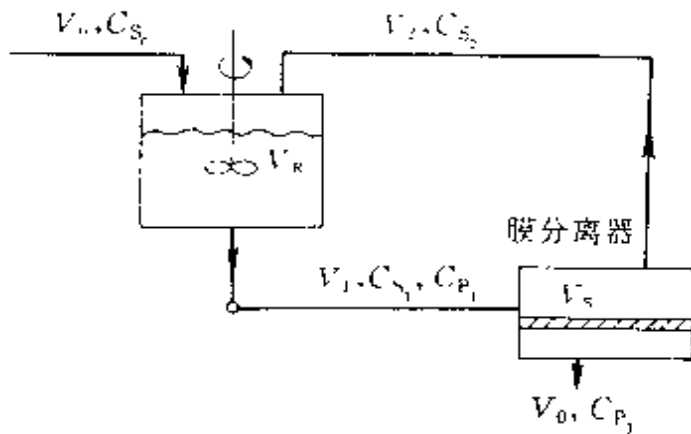 V₀,C_S₀
V₂,C_S₂
V_R
膜分离器
V₁,C_S₁,C_P₁
V_S
V₀,C_P₁